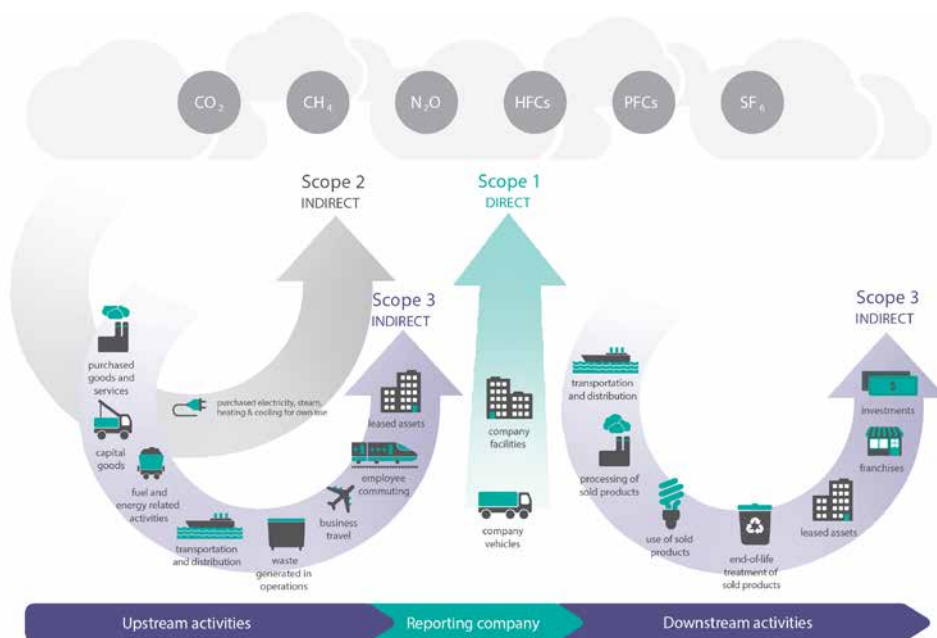 CO₂
CH₄
N₂O
HFCs
PFCs
SF₆
Scope 2
INDIRECT
Scope 1
DIRECT
Scope 3
INDIRECT
Scope 3
INDIRECT
purchased
goods and
services
capital
goods
fuel and
energy related
activities
transportation
and distribution
waste
generated in
operations
business
travel
employee
commuting
leased assets
purchased electricity, steam,
heating & cooling for own use
company
facilities
company
vehicles
transportation
and distribution
processing of
sold products
use of sold
products
end-of-life
treatment of
sold products
leased assets
franchises
$
investments
Upstream activities
Reporting company
Downstream activities